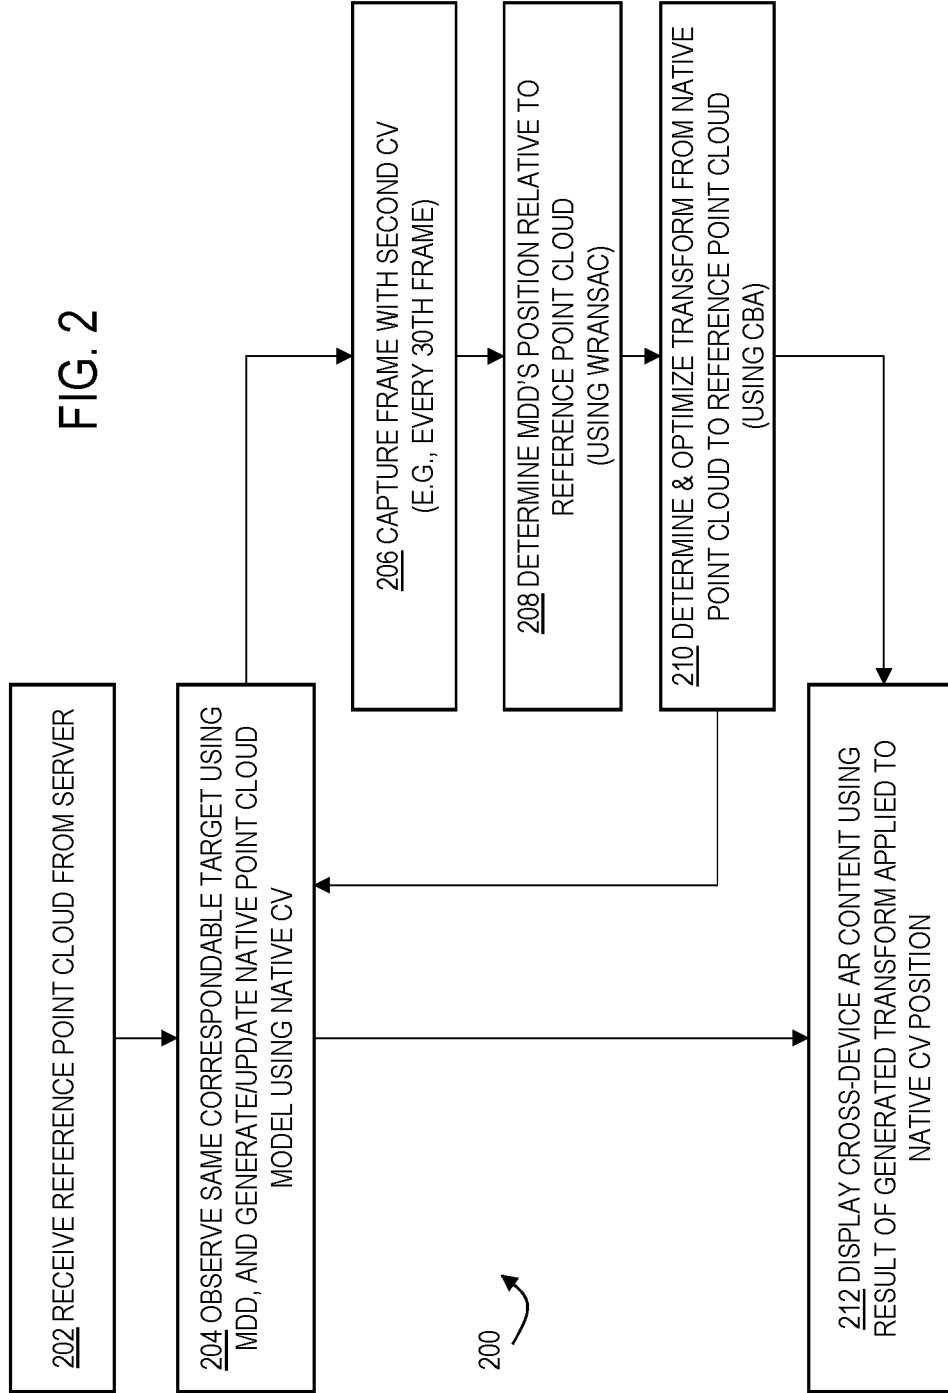 FIG. 2
202 RECEIVE REFERENCE POINT CLOUD FROM SERVER
204 OBSERVE SAME CORRESPONDABLE TARGET USING
MDD, AND GENERATE/UPDATE NATIVE POINT CLOUD
MODEL USING NATIVE CV
206 CAPTURE FRAME WITH SECOND CV
(E.G., EVERY 30TH FRAME)
208 DETERMINE MDD'S POSITION RELATIVE TO
REFERENCE POINT CLOUD
(USING WRANSAC)
210 DETERMINE & OPTIMIZE TRANSFORM FROM NATIVE
POINT CLOUD TO REFERENCE POINT CLOUD
(USING CBA)
200
212 DISPLAY CROSS-DEVICE AR CONTENT USING
RESULT OF GENERATED TRANSFORM APPLIED TO
NATIVE CV POSITION